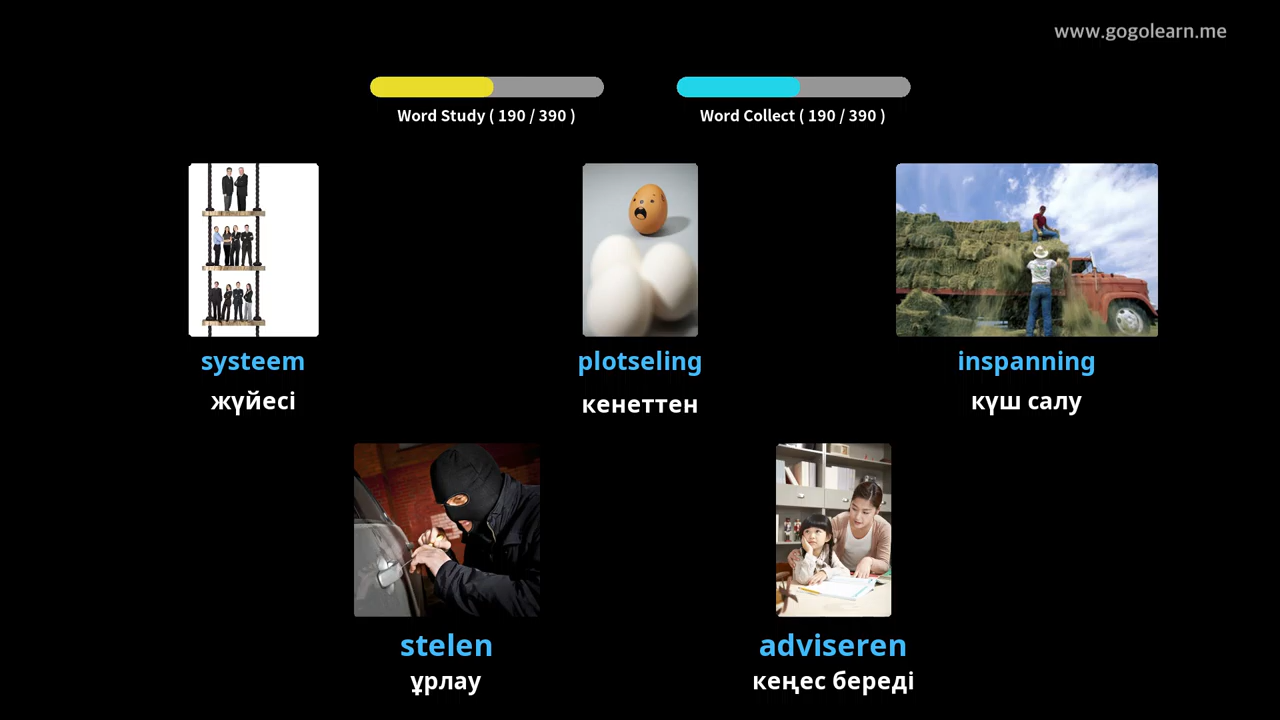 www.gogolearn.me
Word Study ( 190 / 390 )
Word Collect ( 190 / 390 )
systeem
жүйесі
plotseling
кенеттен
inspanning
күш салу
stelen
ұрлау
adviseren
кеңес береді